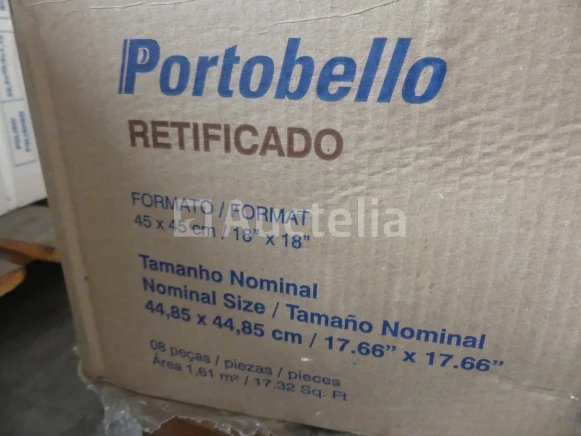 Portobello
RETIFICADO
FORMATO / FORMAT
45 x 45 cm / 18" x 18"
Auctelia
Tamanho Nominal
Nominal Size / Tamaño Nominal
44,85 x 44,85 cm / 17.66" x 17.66"
08 peças / piezas / pieces
Área 1,61 m² / 17.32 Sq. Ft